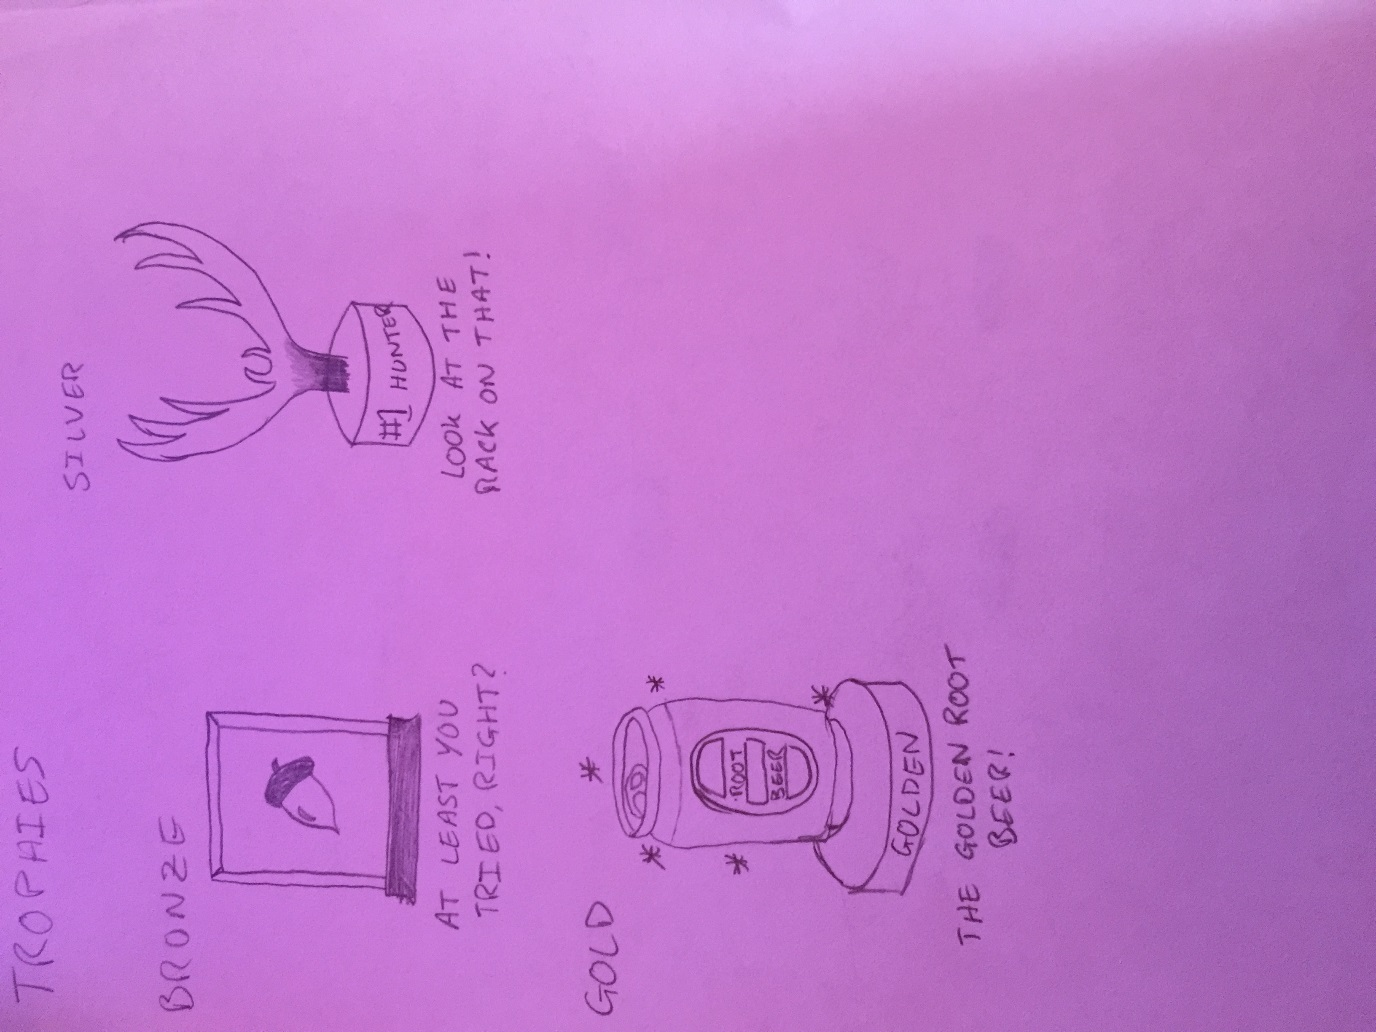 TROPHIES
BRONZE
AT LEAST YOU
TRIED, RIGHT?
SILVER
#1 HUNTER
LOOK AT THE
RACK ON THAT!
GOLD
ROOT
BEER
GOLDEN
THE GOLDEN ROOT
BEER!